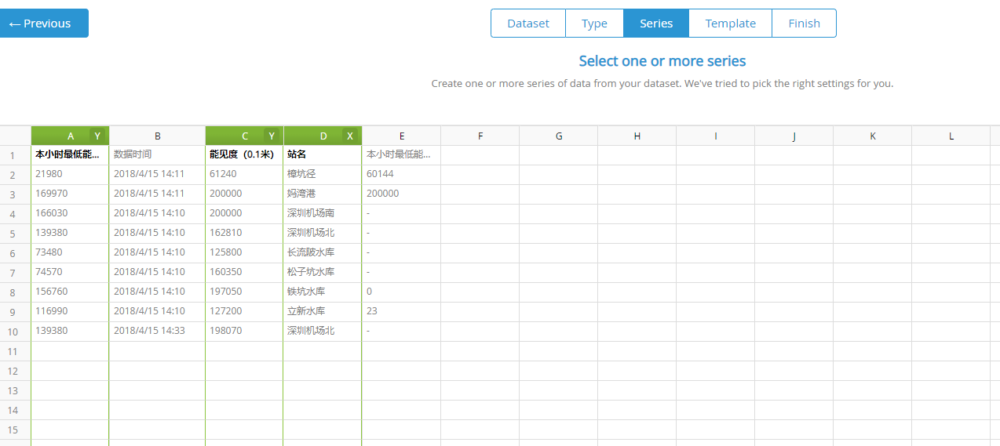 ← Previous
Dataset Type Series Template Finish
Select one or more series
Create one or more series of data from your dataset. We've tried to pick the right settings for you.
A Y B C Y D X E F G H I J K L
1 本小时最低能... 数据时间 能见度（0.1米） 站名 本小时最低能...
2 21980 2018/4/15 14:11 61240 樟坑径 60144
3 169970 2018/4/15 14:11 200000 妈湾港 200000
4 166030 2018/4/15 14:10 200000 深圳机场南 -
5 139380 2018/4/15 14:10 162810 深圳机场北 -
6 73480 2018/4/15 14:10 125800 长流陂水库 -
7 74570 2018/4/15 14:10 160350 松子坑水库 -
8 156760 2018/4/15 14:10 197050 铁坑水库 0
9 116990 2018/4/15 14:10 127200 立新水库 23
10 139380 2018/4/15 14:33 198070 深圳机场北 -
11
12
13
14
15